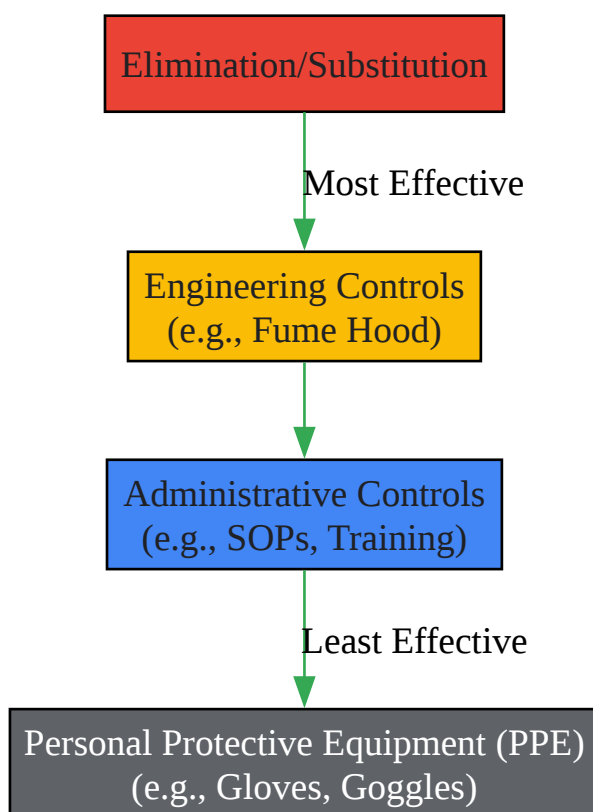 Elimination/Substitution
Most Effective
Engineering Controls
(e.g., Fume Hood)
Administrative Controls
(e.g., SOPs, Training)
Least Effective
Personal Protective Equipment (PPE)
(e.g., Gloves, Goggles)